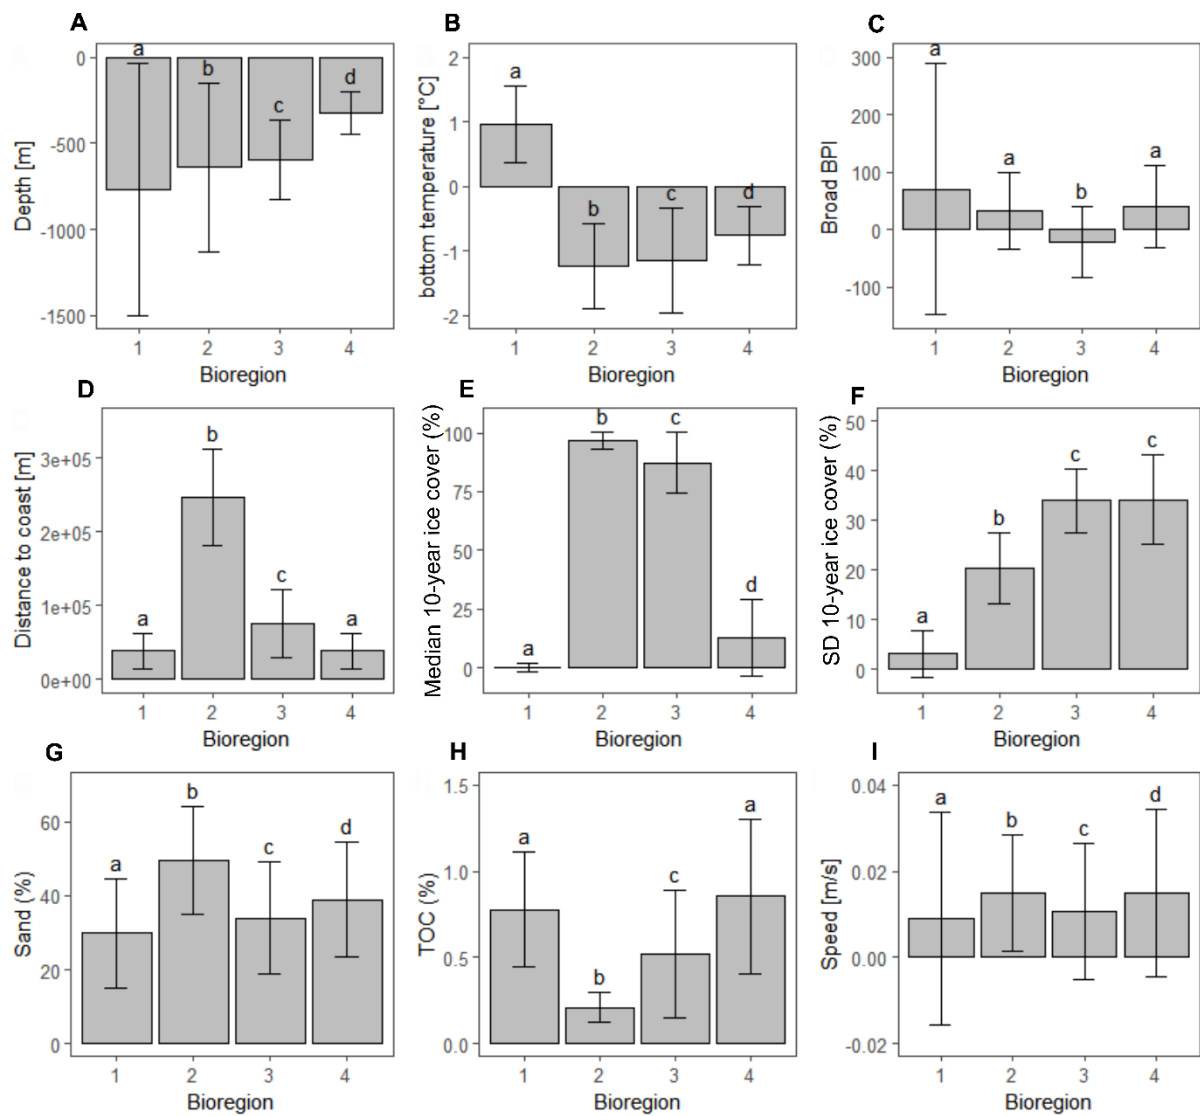 A
a
b
c
d
0
-500
-1000
-1500
Depth [m]
1 2 3 4
Bioregion
B
a
b
c
d
2
1
0
-1
-2
bottom temperature [°C]
1 2 3 4
Bioregion
C
a
a
b
a
300
200
100
0
-100
Broad BPI
1 2 3 4
Bioregion
D
a
b
c
a
3e+05
2e+05
1e+05
0e+00
Distance to coast [m]
1 2 3 4
Bioregion
E
a
b
c
d
100
75
50
25
0
Median 10-year ice cover (%)
1 2 3 4
Bioregion
F
a
b
c
c
50
40
30
20
10
0
SD 10-year ice cover (%)
1 2 3 4
Bioregion
G
a
b
c
d
60
40
20
0
Sand (%)
1 2 3 4
Bioregion
H
a
b
c
a
1.5
1.0
0.5
0.0
TOC (%)
1 2 3 4
Bioregion
I
a
b
c
d
0.04
0.02
0.00
-0.02
Speed [m/s]
1 2 3 4
Bioregion